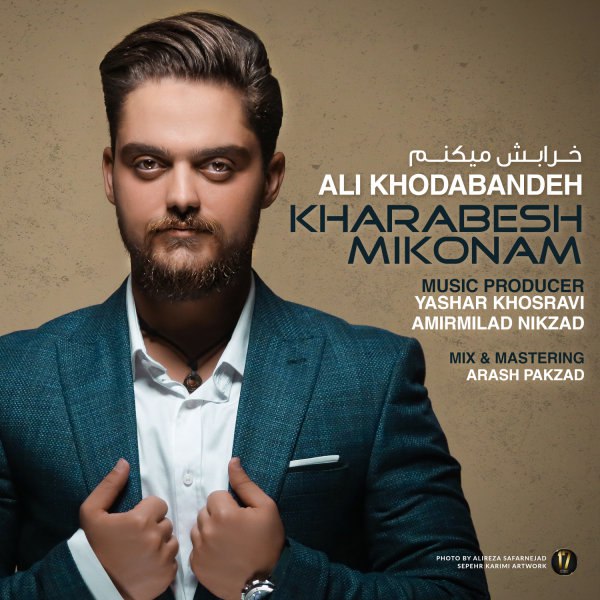 خرابش میکنم
ALI KHODABANDEH
KHARABESH
MIKONAM
MUSIC PRODUCER
YASHAR KHOSRAVI
AMIRMILAD NIKZAD
MIX & MASTERING
ARASH PAKZAD
PHOTO BY ALIREZA SAFARNEJAD
SEPEHR KARIMI ARTWORK
17